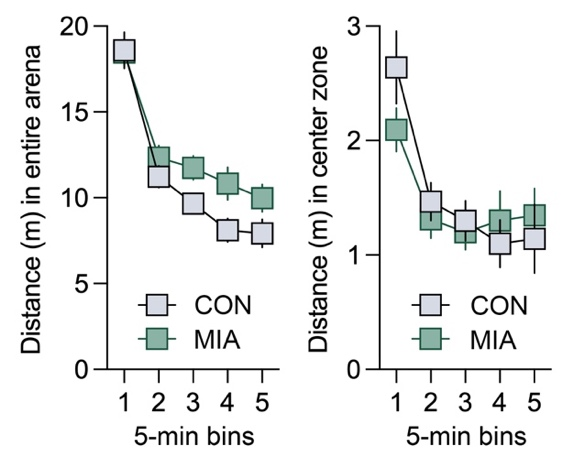 Distance (m) in entire arena
20
15
10
5
0
CON
MIA
1 2 3 4 5
5-min bins
Distance (m) in center zone
3
2
1
0
CON
MIA
1 2 3 4 5
5-min bins